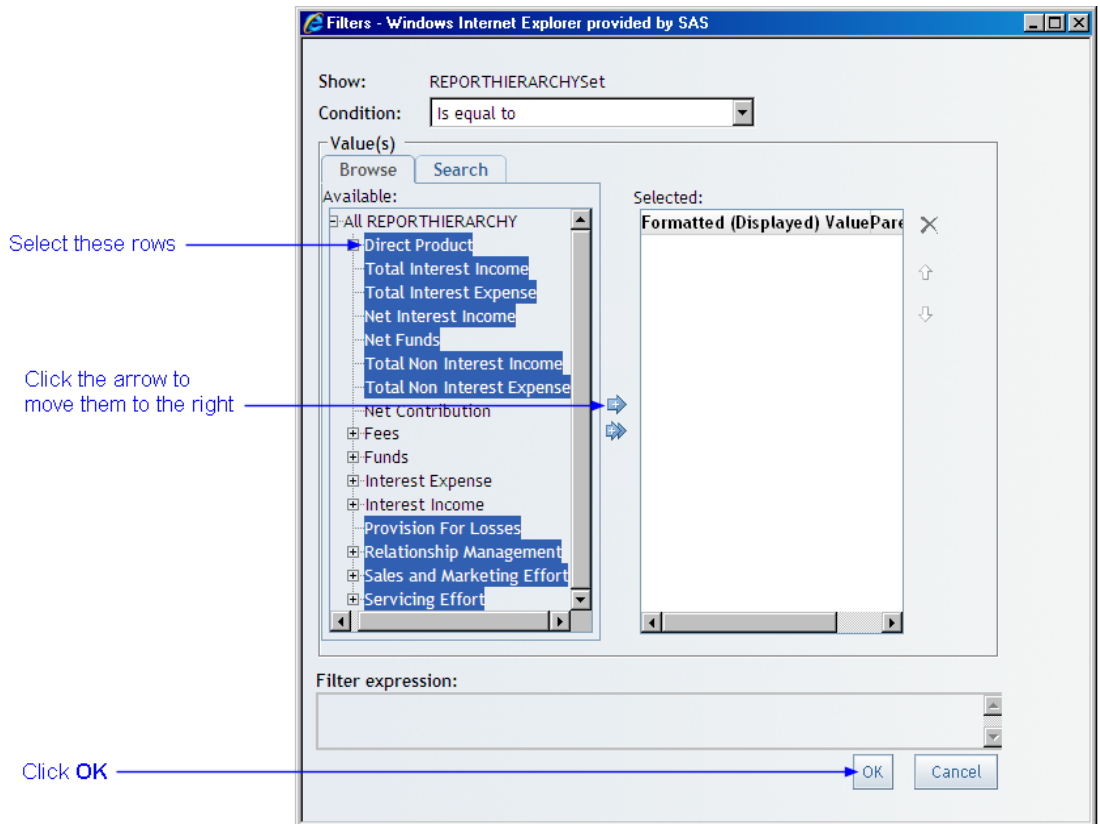 Filters - Windows Internet Explorer provided by SAS
Show: REPORTHIERARCHYSet
Condition: Is equal to
Value(s)
Browse Search
Available:
Selected:
All REPORTHIERARCHY
Formatted (Displayed) ValuePare
Select these rows
Direct Product
Total Interest Income
Total Interest Expense
Net Interest Income
Net Funds
Total Non Interest Income
Total Non Interest Expense
Click the arrow to
move them to the right
Net Contribution
Fees
Funds
Interest Expense
Interest Income
Provision For Losses
Relationship Management
Sales and Marketing Effort
Servicing Effort
Filter expression:
Click OK
OK Cancel